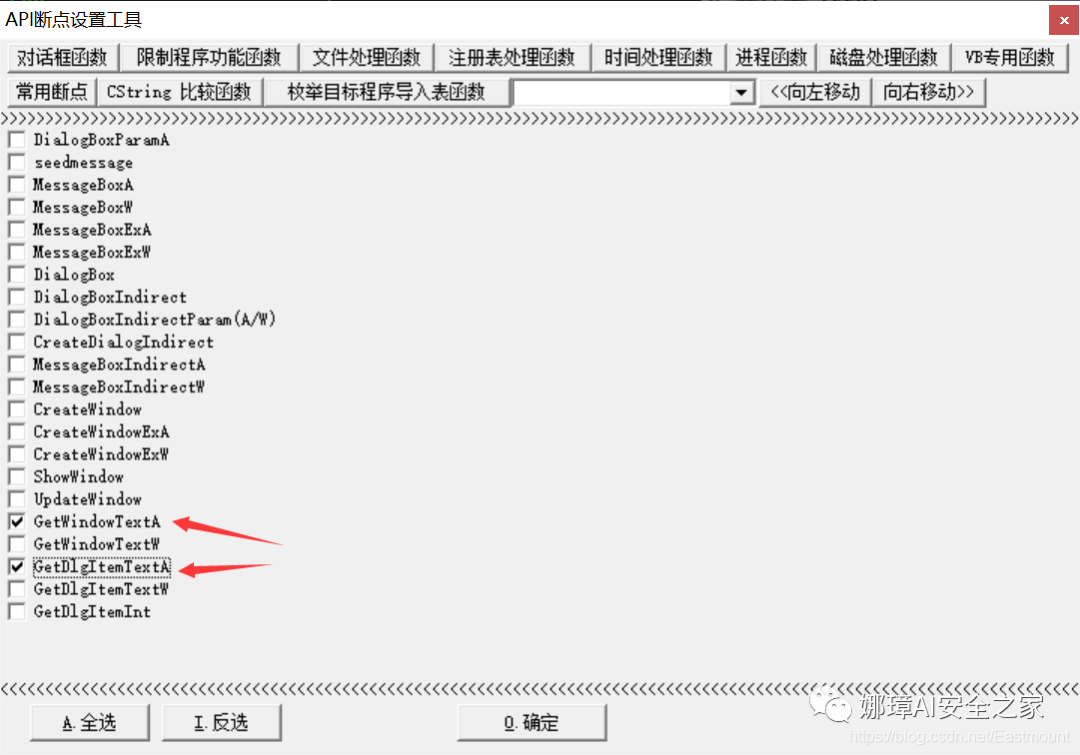 API断点设置工具
对话框函数 限制程序功能函数 文件处理函数 注册表处理函数 时间处理函数 进程函数 磁盘处理函数 VB专用函数
常用断点 CString 比较函数 枚举目标程序导入表函数 <<向左移动 向右移动>>
DialogBoxParamA
seedmessage
MessageBoxA
MessageBoxW
MessageBoxExA
MessageBoxExW
DialogBox
DialogBoxIndirect
DialogBoxIndirectParam(A/W)
CreateDialogIndirect
MessageBoxIndirectA
MessageBoxIndirectW
CreateWindow
CreateWindowExA
CreateWindowExW
ShowWindow
UpdateWindow
GetWindowTextA
GetWindowTextW
GetDlgItemTextA
GetDlgItemTextW
GetDlgItemInt
A.全选 I.反选 O.确定
娜璋AI安全之家
https://blog.csdn.net/Eastmount